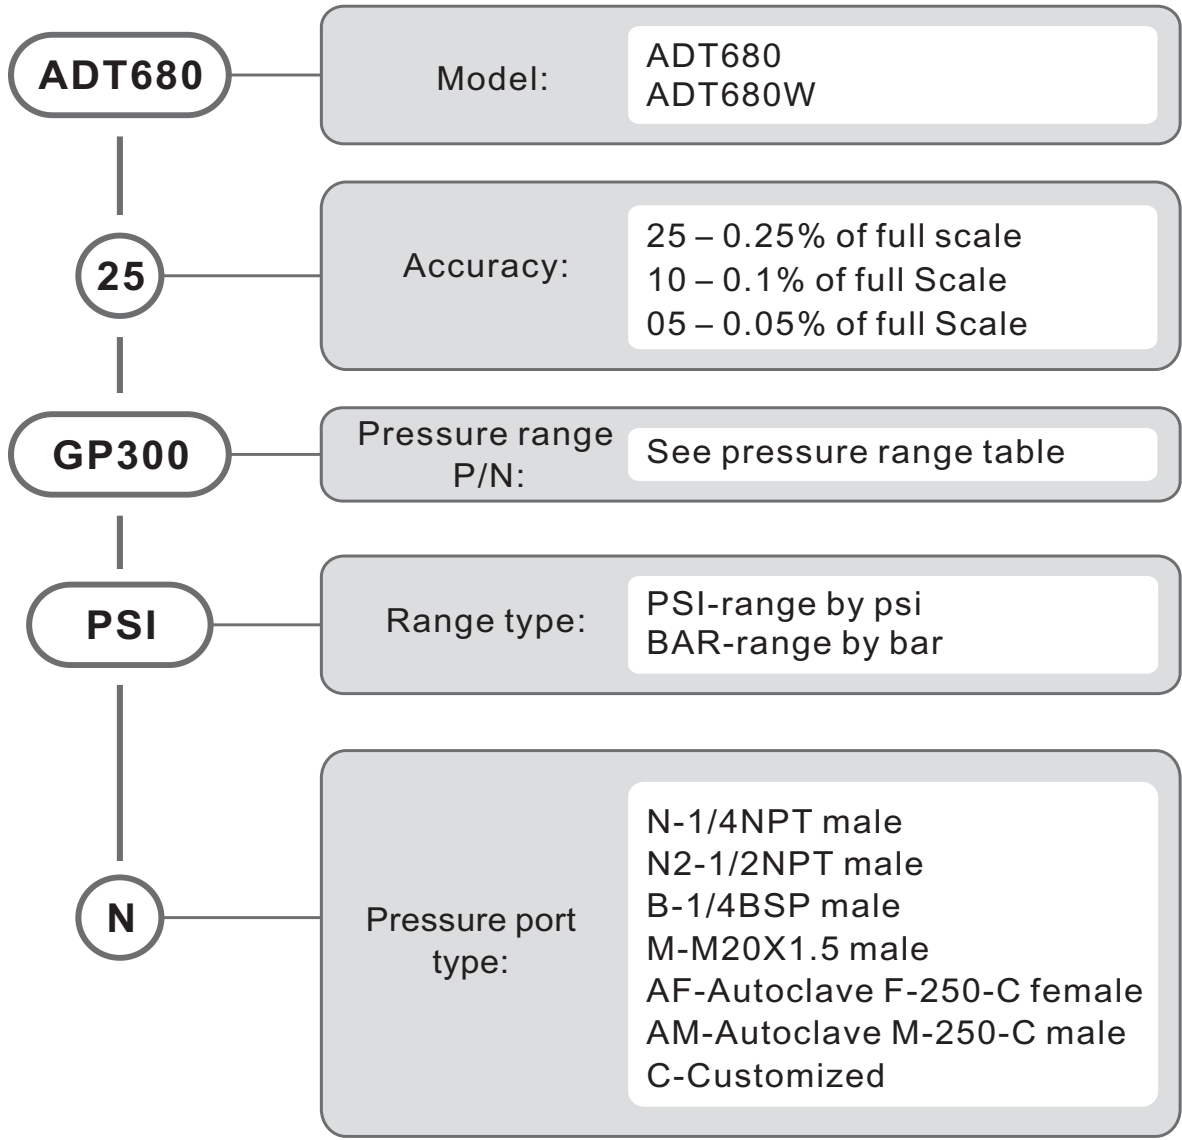 ADT680
Model:
ADT680
ADT680W
25
Accuracy:
25 – 0.25% of full scale
10 – 0.1% of full Scale
05 – 0.05% of full Scale
GP300
Pressure range
P/N:
See pressure range table
PSI
Range type:
PSI-range by psi
BAR-range by bar
N
Pressure port
type:
N-1/4NPT male
N2-1/2NPT male
B-1/4BSP male
M-M20X1.5 male
AF-Autoclave F-250-C female
AM-Autoclave M-250-C male
C-Customized